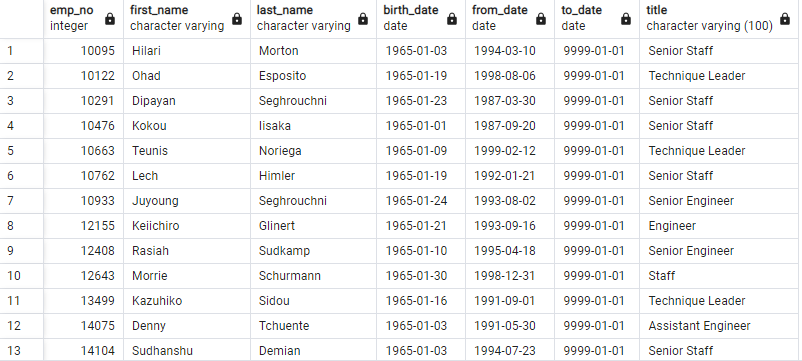 emp_no first_name last_name birth_date from_date to_date title
integer character varying character varying date date date character varying (100)
1 10095 Hilari Morton 1965-01-03 1994-03-10 9999-01-01 Senior Staff
2 10122 Ohad Esposito 1965-01-19 1998-08-06 9999-01-01 Technique Leader
3 10291 Dipayan Seghrouchni 1965-01-23 1987-03-30 9999-01-01 Senior Staff
4 10476 Kokou Iisaka 1965-01-01 1987-09-20 9999-01-01 Senior Staff
5 10663 Teunis Noriega 1965-01-09 1999-02-12 9999-01-01 Technique Leader
6 10762 Lech Himler 1965-01-19 1992-01-21 9999-01-01 Senior Staff
7 10933 Juyoung Seghrouchni 1965-01-24 1993-08-02 9999-01-01 Senior Engineer
8 12155 Keiichiro Glinert 1965-01-21 1993-09-16 9999-01-01 Engineer
9 12408 Rasiah Sudkamp 1965-01-10 1995-04-18 9999-01-01 Senior Engineer
10 12643 Morrie Schurmann 1965-01-30 1998-12-31 9999-01-01 Staff
11 13499 Kazuhiko Sidou 1965-01-16 1991-09-01 9999-01-01 Technique Leader
12 14075 Denny Tchuente 1965-01-03 1991-05-30 9999-01-01 Assistant Engineer
13 14104 Sudhanshu Demian 1965-01-03 1994-07-23 9999-01-01 Senior Staff